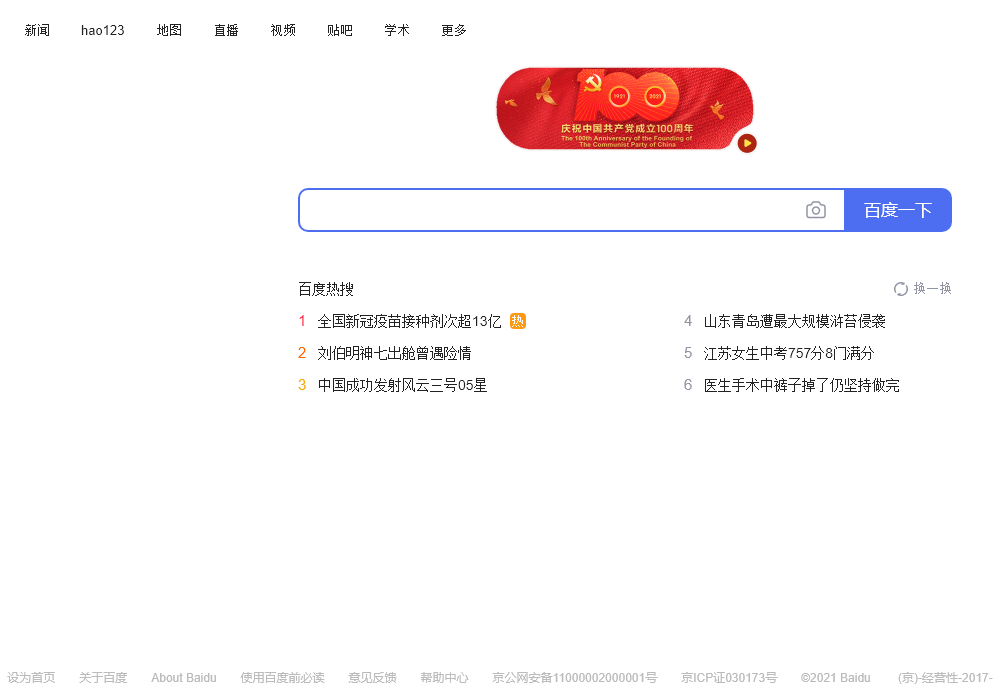 新闻 hao123 地图 直播 视频 贴吧 学术 更多
100
1921 2021
庆祝中国共产党成立100周年
The 100th Anniversary of the Founding of
The Communist Party of China
百度一下
百度热搜 换一换
1 全国新冠疫苗接种剂次超13亿 热
2 刘伯明神七出舱曾遇险情
3 中国成功发射风云三号05星
4 山东青岛遭最大规模浒苔侵袭
5 江苏女生中考757分8门满分
6 医生手术中裤子掉了仍坚持做完
设为首页 关于百度 About Baidu 使用百度前必读 意见反馈 帮助中心 京公网安备11000002000001号 京ICP证030173号 ©2021 Baidu (京)-经营性-2017-